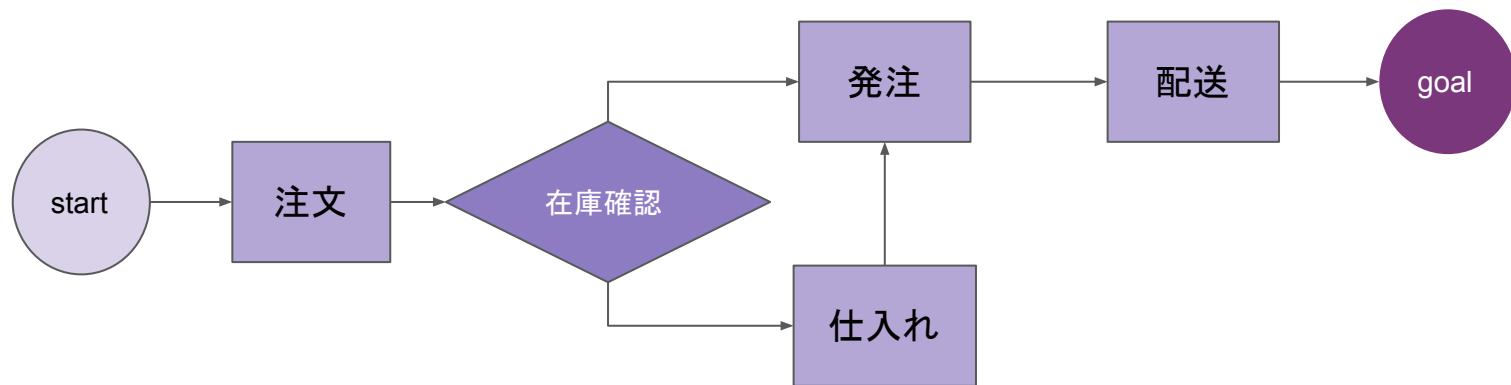 start
注文
在庫確認
発注
仕入れ
配送
goal